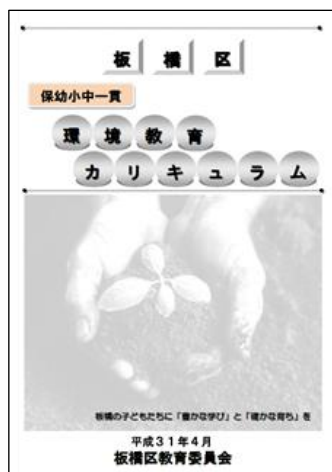 板橋区
保幼小中一貫
環境教育
カリキュラム
板橋の子どもたちに「豊かな学び」と「確かな育ち」を
平成31年4月
板橋区教育委員会